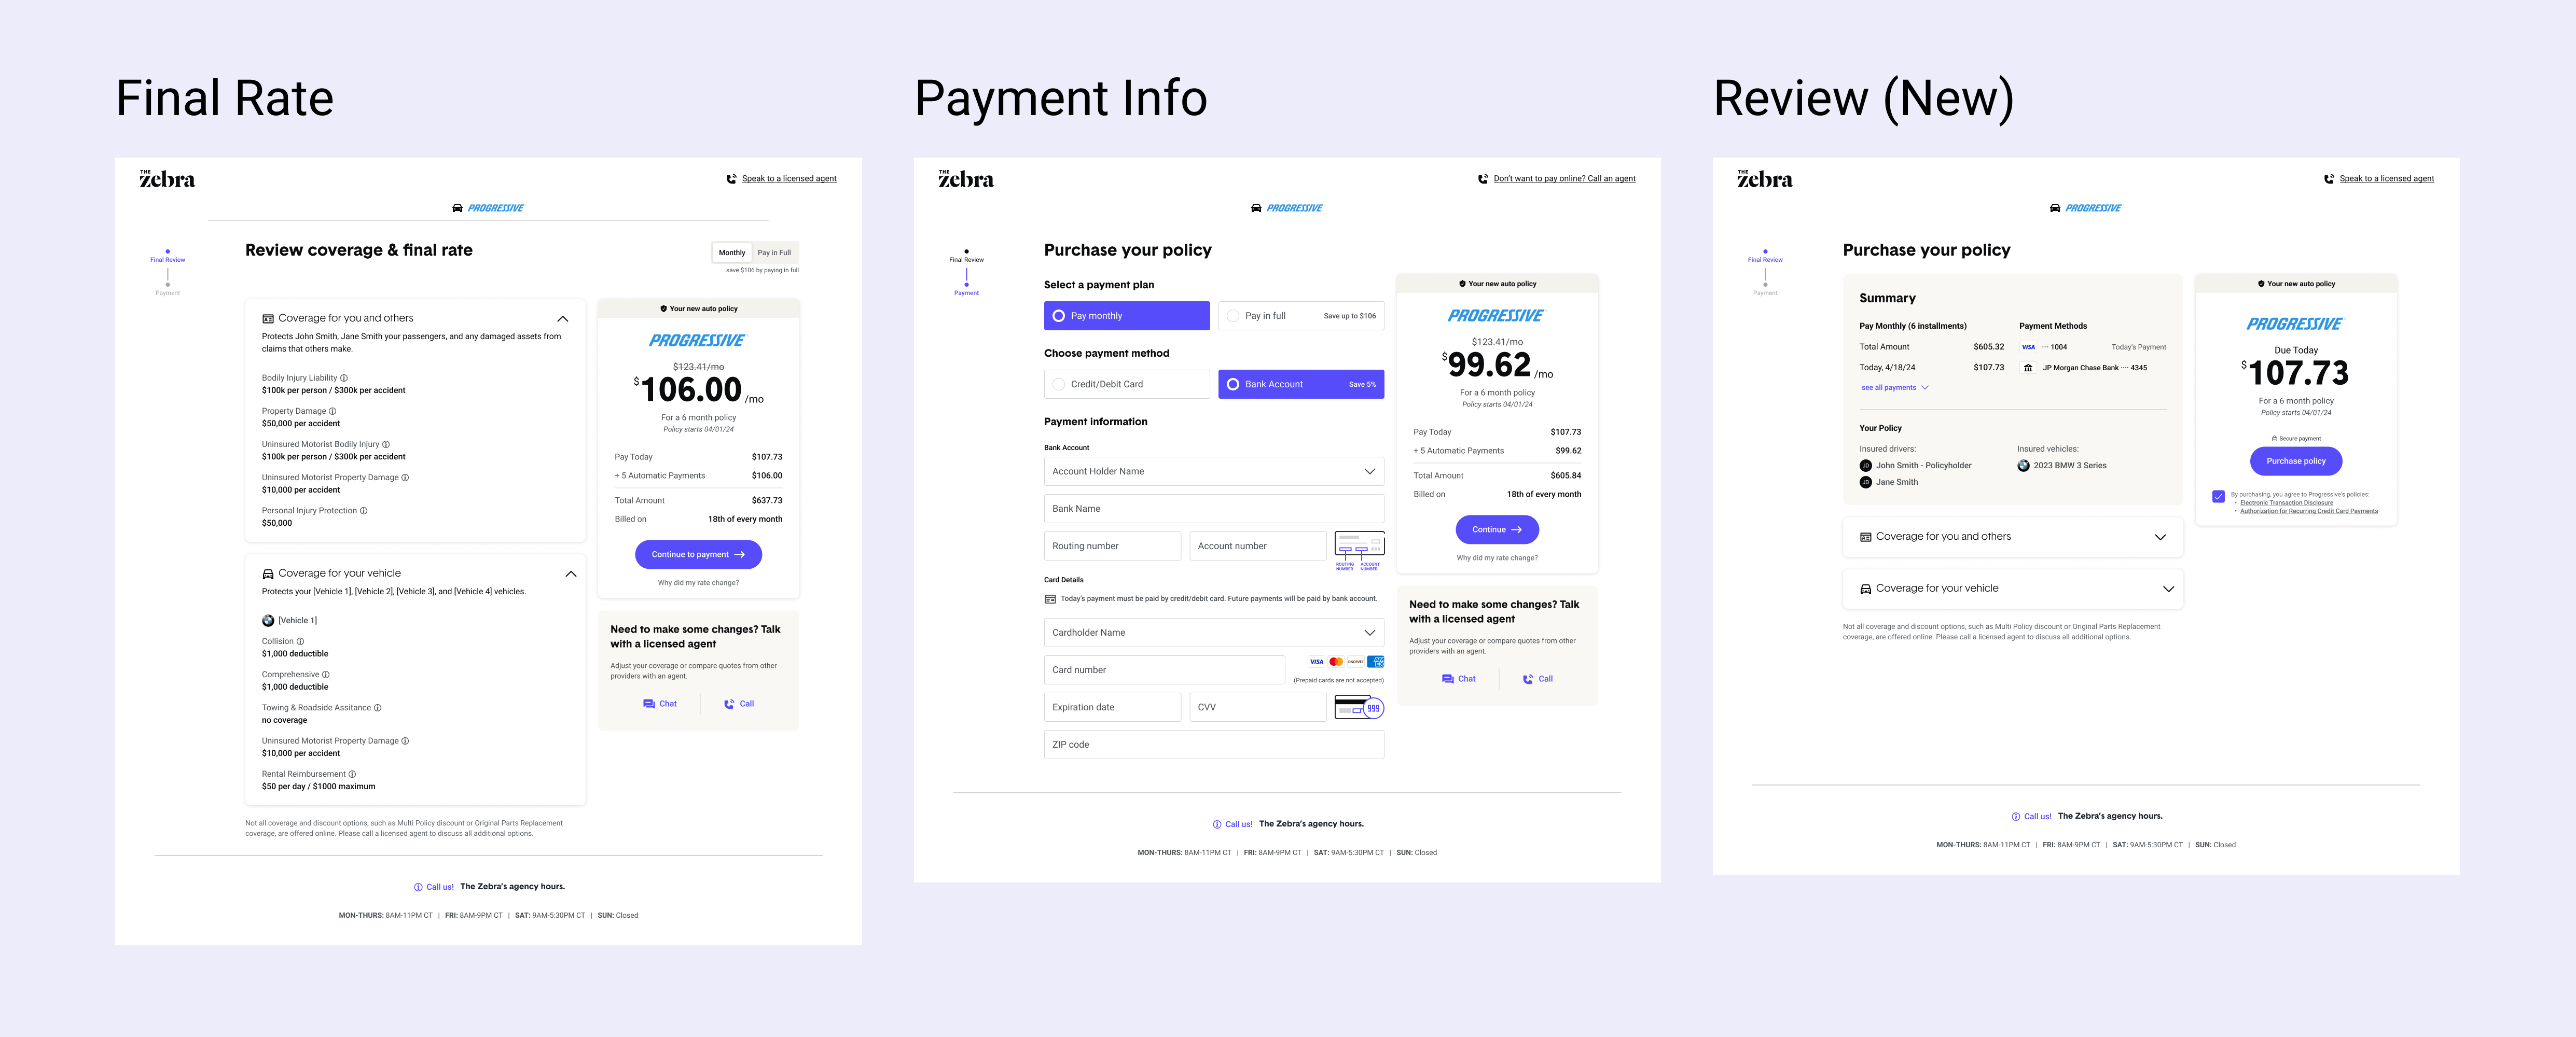 Final Rate
THE
Zebra
Speak to a licensed agent
PROGRESSIVE
Final Review
Payment
Review coverage & final rate
Monthly
Pay in Full
save $106 by paying in full
Coverage for you and others
Protects John Smith, Jane Smith your passengers, and any damaged assets from
claims that others make.
Bodily Injury Liability
$100k per person / $300k per accident
Property Damage
$50,000 per accident
Uninsured Motorist Bodily Injury
$100k per person / $300k per accident
Uninsured Motorist Property Damage
$10,000 per accident
Personal Injury Protection
$50,000
Coverage for your vehicle
Protects your [Vehicle 1], [Vehicle 2], [Vehicle 3], and [Vehicle 4] vehicles.
[Vehicle 1]
Collision
$1,000 deductible
Comprehensive
$1,000 deductible
Towing & Roadside Assitance
no coverage
Uninsured Motorist Property Damage
$10,000 per accident
Rental Reimbursement
$50 per day / $1000 maximum
Not all coverage and discount options, such as Multi Policy discount or Original Parts Replacement
coverage, are offered online. Please call a licensed agent to discuss all additional options.
Your new auto policy
PROGRESSIVE
$123.41/mo
$106.00 /mo
For a 6 month policy
Policy starts 04/01/24
Pay Today $107.73
+ 5 Automatic Payments $106.00
Total Amount $637.73
Billed on 18th of every month
Continue to payment
Why did my rate change?
Need to make some changes? Talk
with a licensed agent
Adjust your coverage or compare quotes from other
providers with an agent.
Chat
Call
Call us! The Zebra's agency hours.
MON-THURS: 8AM-11PM CT | FRI: 8AM-9PM CT | SAT: 9AM-5:30PM CT | SUN: Closed
Payment Info
THE
Zebra
Don't want to pay online? Call an agent
PROGRESSIVE
Final Review
Payment
Purchase your policy
Select a payment plan
Pay monthly
Pay in full Save up to $106
Choose payment method
Credit/Debit Card
Bank Account Save 5%
Payment information
Bank Account
Account Holder Name
Bank Name
Routing number
Account number
ROUTING NUMBER
ACCOUNT NUMBER
Card Details
Today's payment must be paid by credit/debit card. Future payments will be paid by bank account.
Cardholder Name
Card number
VISA
DISCOVER
(Prepaid cards are not accepted)
Expiration date
CVV
999
ZIP code
Your new auto policy
PROGRESSIVE
$123.41/mo
$99.62 /mo
For a 6 month policy
Policy starts 04/01/24
Pay Today $107.73
+ 5 Automatic Payments $99.62
Total Amount $605.84
Billed on 18th of every month
Continue
Why did my rate change?
Need to make some changes? Talk
with a licensed agent
Adjust your coverage or compare quotes from other
providers with an agent.
Chat
Call
Call us! The Zebra's agency hours.
MON-THURS: 8AM-11PM CT | FRI: 8AM-9PM CT | SAT: 9AM-5:30PM CT | SUN: Closed
Review (New)
THE
Zebra
Speak to a licensed agent
PROGRESSIVE
Final Review
Payment
Purchase your policy
Summary
Pay Monthly (6 installments)
Total Amount $605.32
Today, 4/18/24 $107.73
see all payments
Payment Methods
VISA ···· 1004 Today's Payment
JP Morgan Chase Bank ···· 4345
Your Policy
Insured drivers:
JD John Smith - Policyholder
JD Jane Smith
Insured vehicles:
2023 BMW 3 Series
Coverage for you and others
Coverage for your vehicle
Not all coverage and discount options, such as Multi Policy discount or Original Parts Replacement
coverage, are offered online. Please call a licensed agent to discuss all additional options.
Your new auto policy
PROGRESSIVE
Due Today
$107.73
For a 6 month policy
Policy starts 04/01/24
Secure payment
Purchase policy
By purchasing, you agree to Progressive's policies:
• Electronic Transaction Disclosure
• Authorization for Recurring Credit Card Payments
Call us! The Zebra's agency hours.
MON-THURS: 8AM-11PM CT | FRI: 8AM-9PM CT | SAT: 9AM-5:30PM CT | SUN: Closed